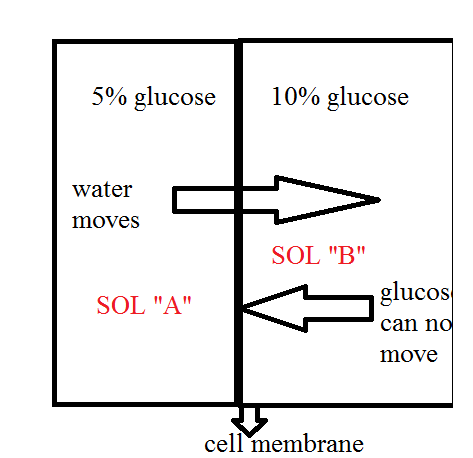 5% glucose
10% glucose
water
moves
SOL "B"
SOL "A"
glucos
can no
move
cell membrane